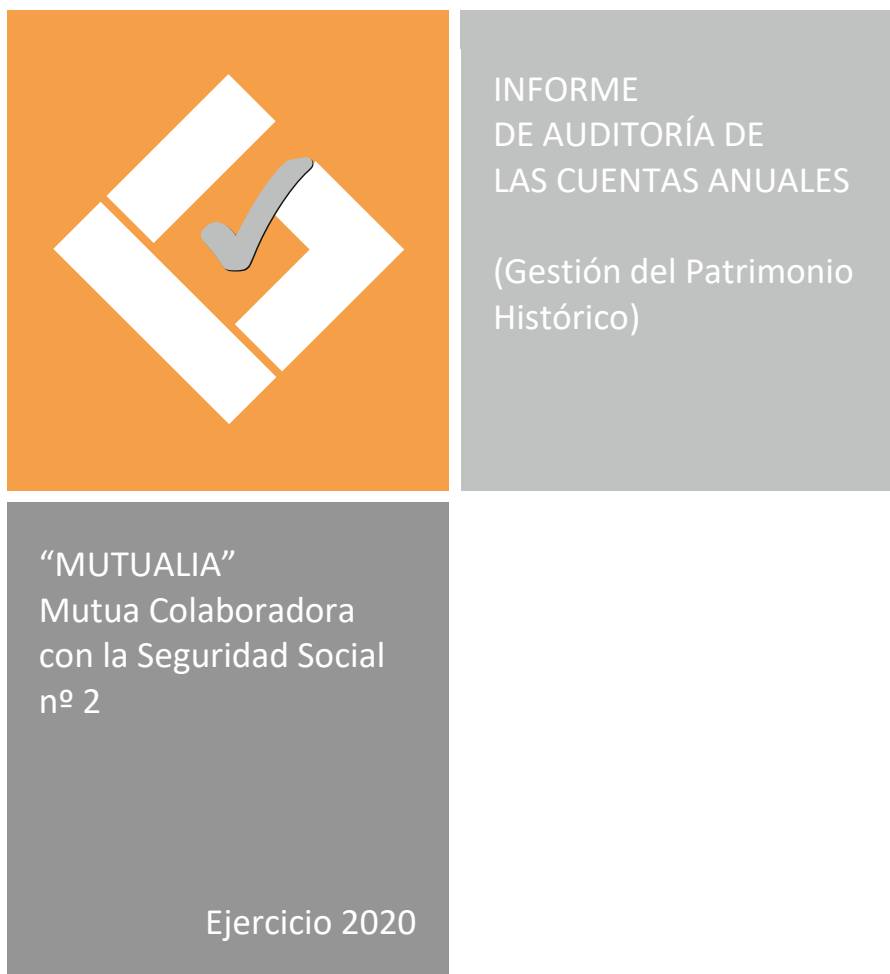 INFORME
DE AUDITORÍA DE
LAS CUENTAS ANUALES
(Gestión del Patrimonio
Histórico)
“MUTUALIA”
Mutua Colaboradora
con la Seguridad Social
nº 2
Ejercicio 2020